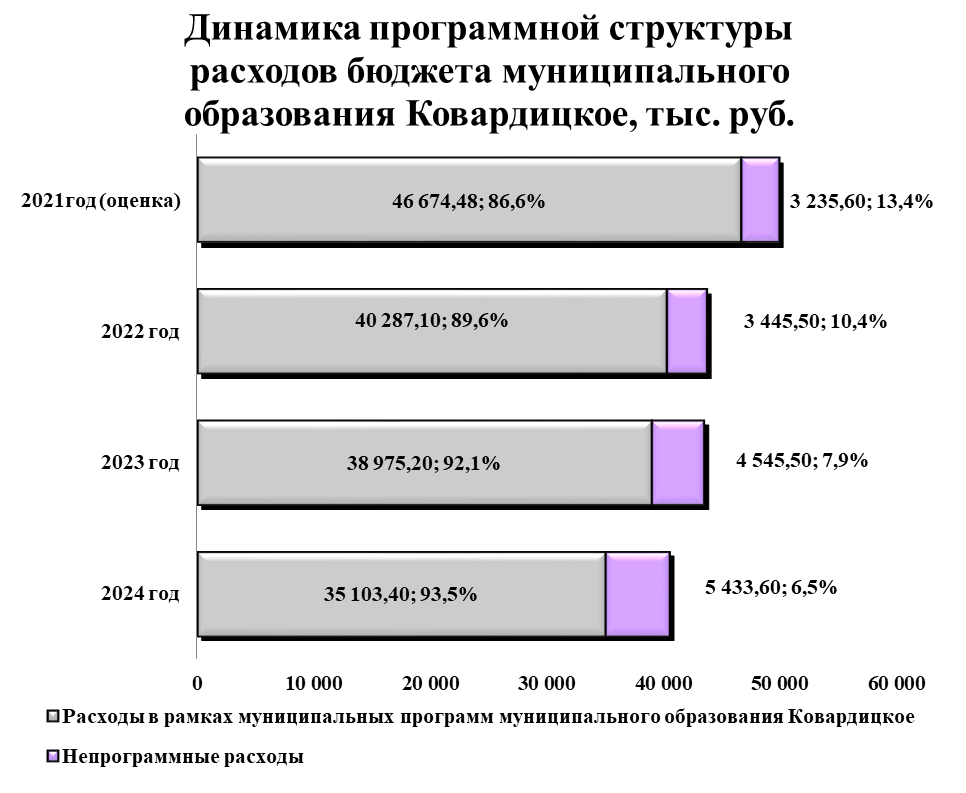 Динамика программной структуры
расходов бюджета муниципального
образования Ковардицкое, тыс. руб.
2021год (оценка)
46 674,48; 86,6%
3 235,60; 13,4%
2022 год
40 287,10; 89,6%
3 445,50; 10,4%
2023 год
38 975,20; 92,1%
4 545,50; 7,9%
2024 год
35 103,40; 93,5%
5 433,60; 6,5%
0 10 000 20 000 30 000 40 000 50 000 60 000
Расходы в рамках муниципальных программ муниципального образования Ковардицкое
Непрограммные расходы